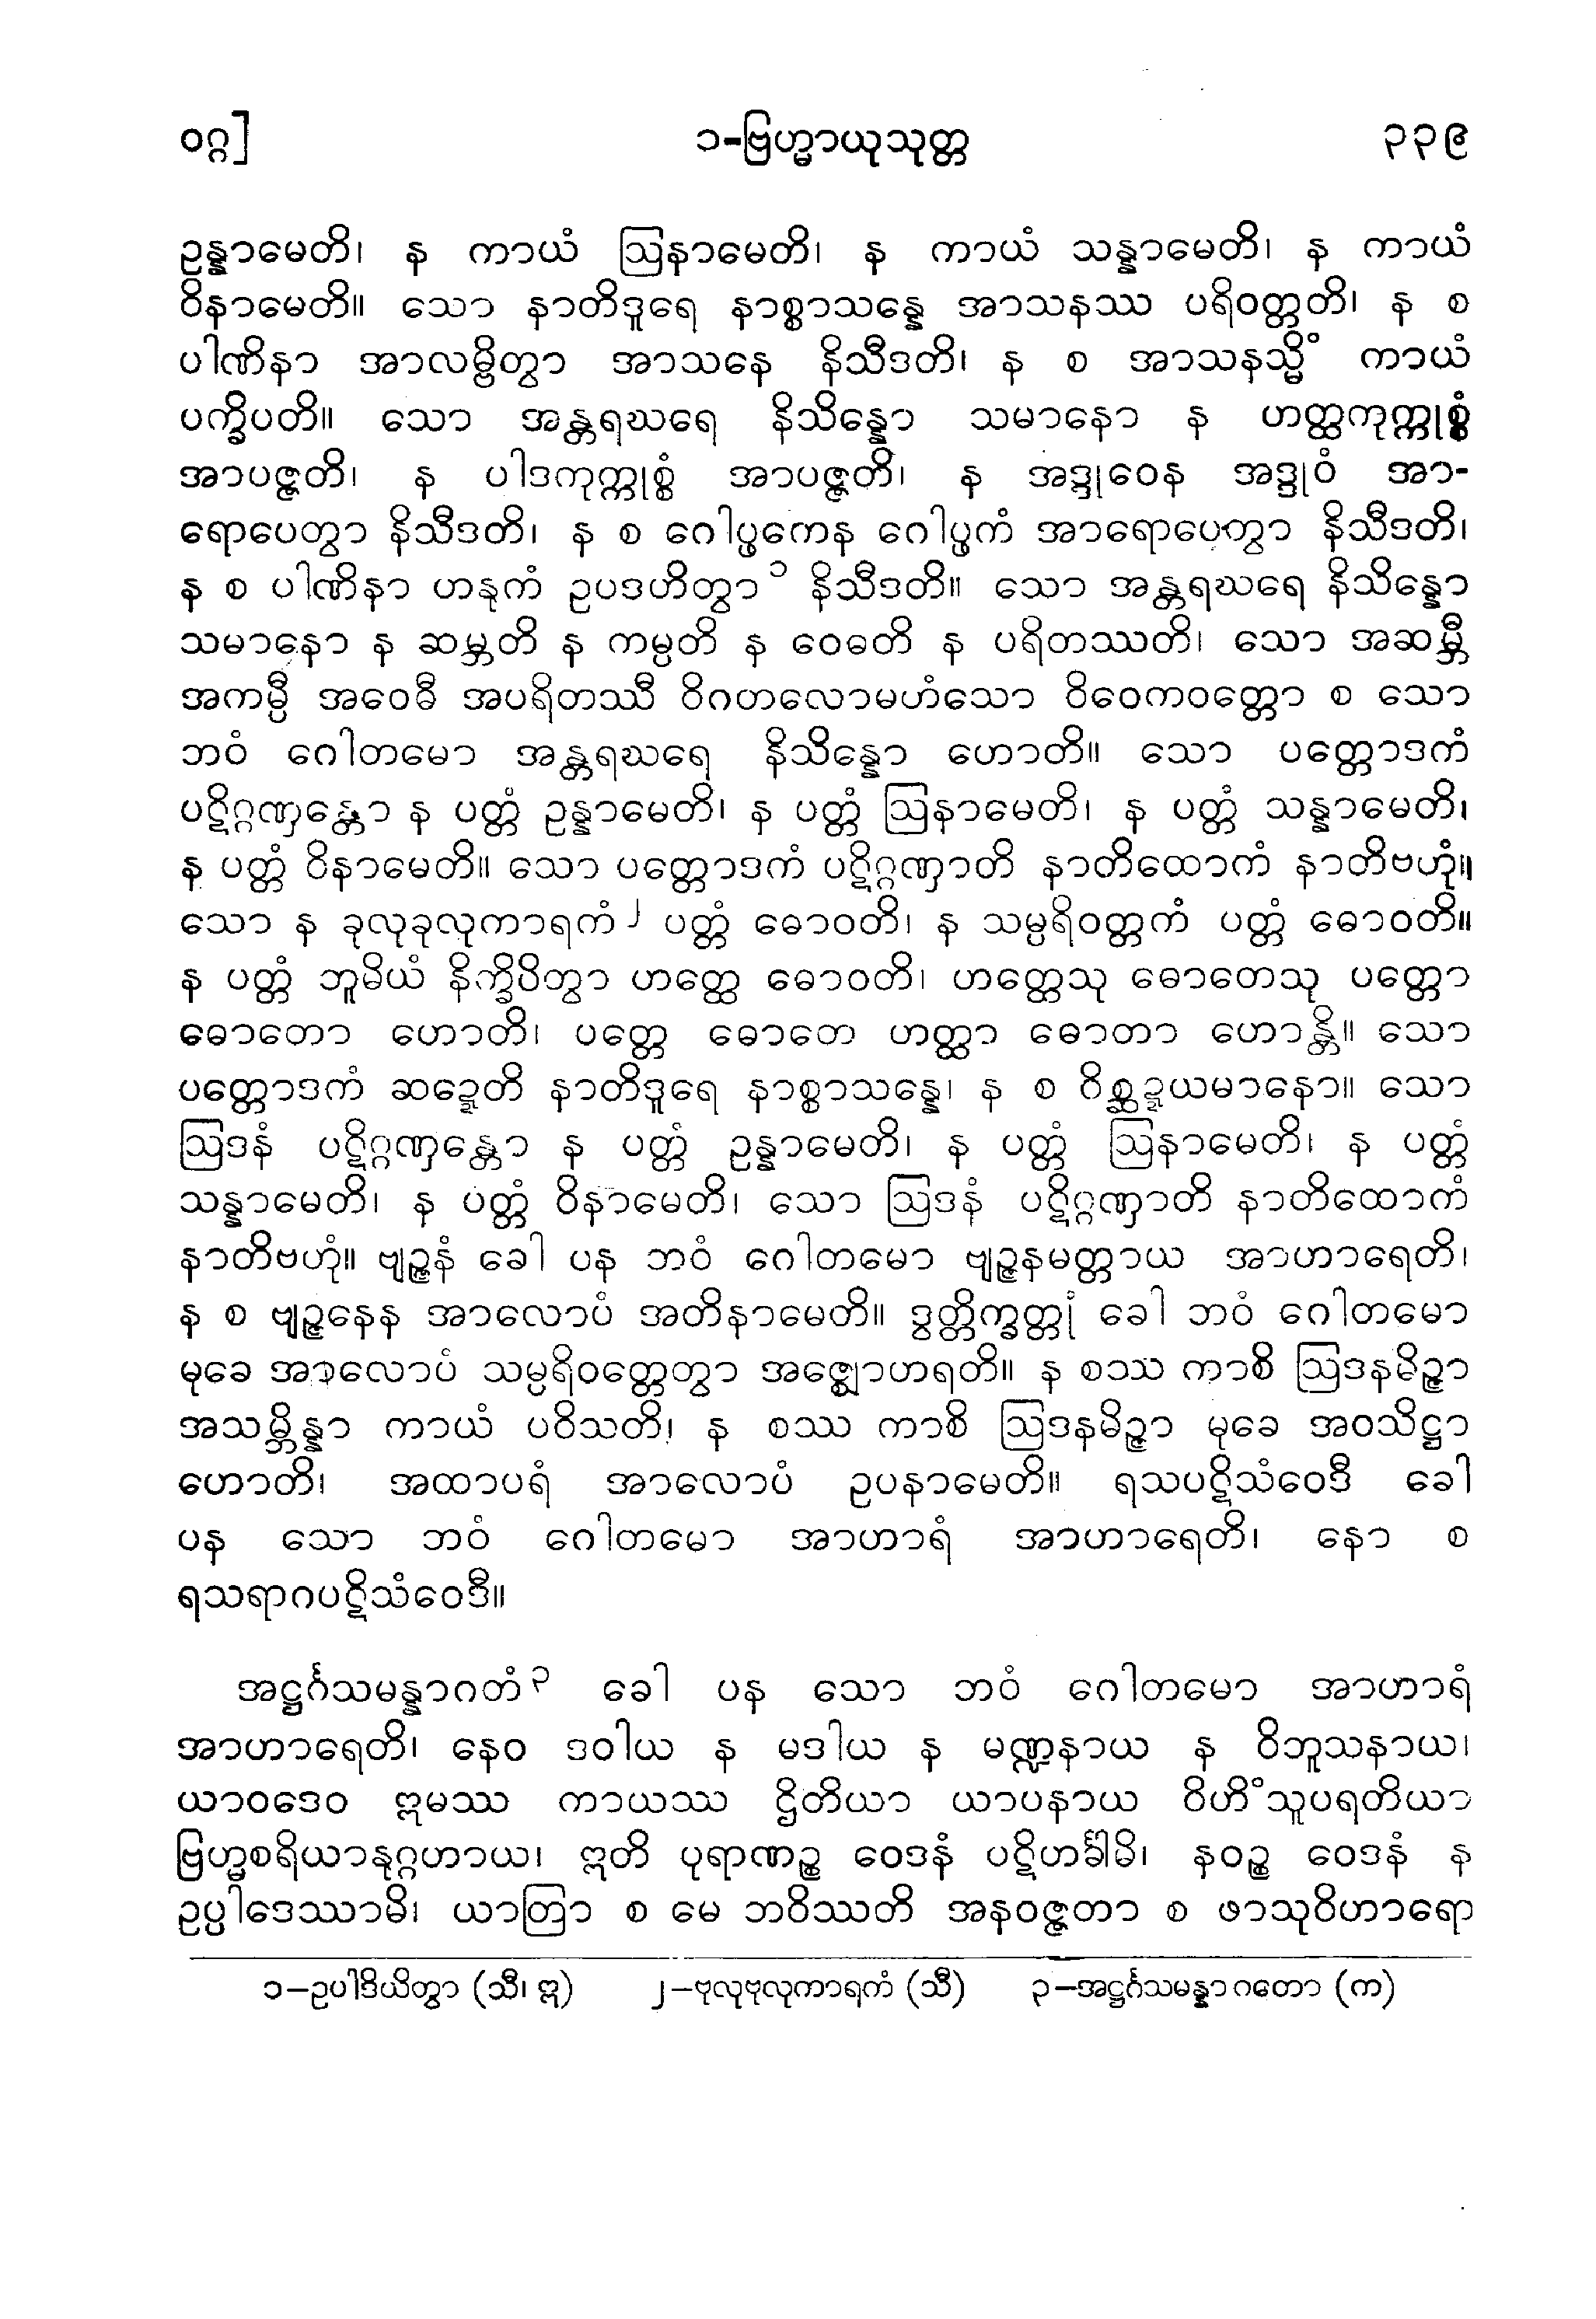 ဝဂ္ဂ] ၁-ဗြဟ္မာယုသုတ္တ ၃၃၉
ဥန္နာမေတိ၊ န ကာယံ ဩနာမေတိ၊ န ကာယံ သန္နာမေတိ၊ န ကာယံ
ဝိနာမေတိ။ သော နာတိဒူရေ နာစ္စာသန္နေ အာသနဿ ပရိဝတ္တတိ၊ န စ
ပါဏိနာ အာလမ္ဗိတွာ အာသနေ နိသီဒတိ၊ န စ အာသနသ္မိံ ကာယံ
ပက္ခိပတိ။ သော အန္တရဃရေ နိသိန္နော သမာနော န ဟတ္ထကုက္ကုစ္စံ
အာပဇ္ဇတိ၊ န ပါဒကုက္ကုစ္စံ အာပဇ္ဇတိ၊ န အဒ္ဒုဝေန အဒ္ဒုဝံ အာ-
ရောပေတွာ နိသီဒတိ၊ န စ ဂေါပ္ဖကေန ဂေါပ္ဖကံ အာရောပေတွာ နိသီဒတိ၊
န စ ပါဏိနာ ဟနုကံ ဥပဒဟိတွာ ၁ နိသီဒတိ။ သော အန္တရဃရေ နိသိန္နော
သမာနော န ဆမ္ဘတိ န ကမ္ပတိ န ဝေဓတိ န ပရိတဿတိ၊ သော အဆမ္ဘီ
အကမ္ပီ အဝေဓီ အပရိတဿီ ဝိဂတလောမဟံသော ဝိဝေကဝတ္တော စ သော
ဘဝံ ဂေါတမော အန္တရဃရေ နိသိန္နော ဟောတိ။ သော ပတ္တောဒကံ
ပဋိဂ္ဂဏှန္တော န ပတ္တံ ဥန္နာမေတိ၊ န ပတ္တံ ဩနာမေတိ၊ န ပတ္တံ သန္နာမေတိ၊
န ပတ္တံ ဝိနာမေတိ။ သော ပတ္တောဒကံ ပဋိဂ္ဂဏှာတိ နာတိထောကံ နာတိဗဟုံ။
သော န ခုလုခုလုကာရကံ ၂ ပတ္တံ ဓောဝတိ၊ န သမ္ပရိဝတ္တကံ ပတ္တံ ဓောဝတိ။
န ပတ္တံ ဘူမိယံ နိက္ခိပိတွာ ဟတ္ထေ ဓောဝတိ၊ ဟတ္ထေသု ဓောတေသု ပတ္တော
ဓောတော ဟောတိ၊ ပတ္တေ ဓောတေ ဟတ္ထာ ဓောတာ ဟောန္တိ။ သော
ပတ္တောဒကံ ဆဍ္ဍေတိ နာတိဒူရေ နာစ္စာသန္နေ၊ န စ ဝိစ္ဆဍ္ဍယမာနော။ သော
ဩဒနံ ပဋိဂ္ဂဏှန္တော န ပတ္တံ ဥန္နာမေတိ၊ န ပတ္တံ ဩနာမေတိ၊ န ပတ္တံ
သန္နာမေတိ၊ န ပတ္တံ ဝိနာမေတိ၊ သော ဩဒနံ ပဋိဂ္ဂဏှာတိ နာတိထောကံ
နာတိဗဟုံ။ ဗျဉ္ဇနံ ခေါ ပန ဘဝံ ဂေါတမော ဗျဉ္ဇနမတ္တာယ အာဟာရေတိ၊
န စ ဗျဉ္ဇနေန အာလောပံ အတိနာမေတိ။ ဒွတ္တိက္ခတ္တုံ ခေါ ဘဝံ ဂေါတမော
မုခေ အာလောပံ သမ္ပရိဝတ္တေတွာ အဇ္ဈောဟရတိ။ န စဿ ကာစိ ဩဒနမိဉ္ဇာ
အသမ္ဘိန္နာ ကာယံ ပဝိသတိ၊ န စဿ ကာစိ ဩဒနမိဉ္ဇာ မုခေ အဝသိဋ္ဌာ
ဟောတိ၊ အထာပရံ အာလောပံ ဥပနာမေတိ။ ရသပဋိသံဝေဒီ ခေါ
ပန သော ဘဝံ ဂေါတမော အာဟာရံ အာဟာရေတိ၊ နော စ
ရသရာဂပဋိသံဝေဒီ။
အဋ္ဌင်္ဂသမန္နာဂတံ ၃ ခေါ ပန သော ဘဝံ ဂေါတမော အာဟာရံ
အာဟာရေတိ၊ နေဝ ဒဝါယ န မဒါယ န မဏ္ဍနာယ န ဝိဘူသနာယ၊
ယာဝဒေဝ ဣမဿ ကာယဿ ဌိတိယာ ယာပနာယ ဝိဟိံသူပရတိယာ
ဗြဟ္မစရိယာနုဂ္ဂဟာယ၊ ဣတိ ပုရာဏဉ္စ ဝေဒနံ ပဋိဟင်္ခါမိ၊ နဝဉ္စ ဝေဒနံ န
ဥပ္ပါဒေဿာမိ၊ ယာတြာ စ မေ ဘဝိဿတိ အနဝဇ္ဇတာ စ ဖာသုဝိဟာရော
၁–ဥပါဒိယိတွာ (သီ၊ ဣ) ၂–ဗုလုဗုလုကာရကံ (သီ) ၃–အဋ္ဌင်္ဂသမန္နာဂတော (က)